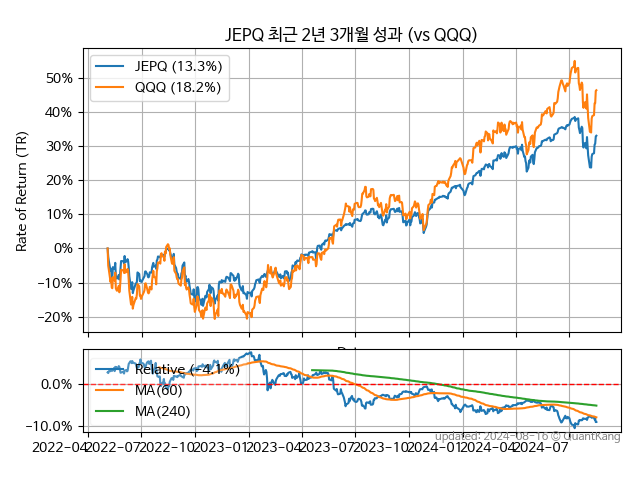 JEPQ 최근 2년 3개월 성과 (vs QQQ)
JEPQ (13.3%)
QQQ (18.2%)
Rate of Return (TR)
50%
40%
30%
20%
10%
0%
−10%
−20%
Relative (−4.1%)
MA(60)
MA(240)
0.0%
−10.0%
2022-04 2022-07 2022-10 2023-01 2023-04 2023-07 2023-10 2024-01 2024-04 2024-07
updated: 2024-08-16 © QuantKang